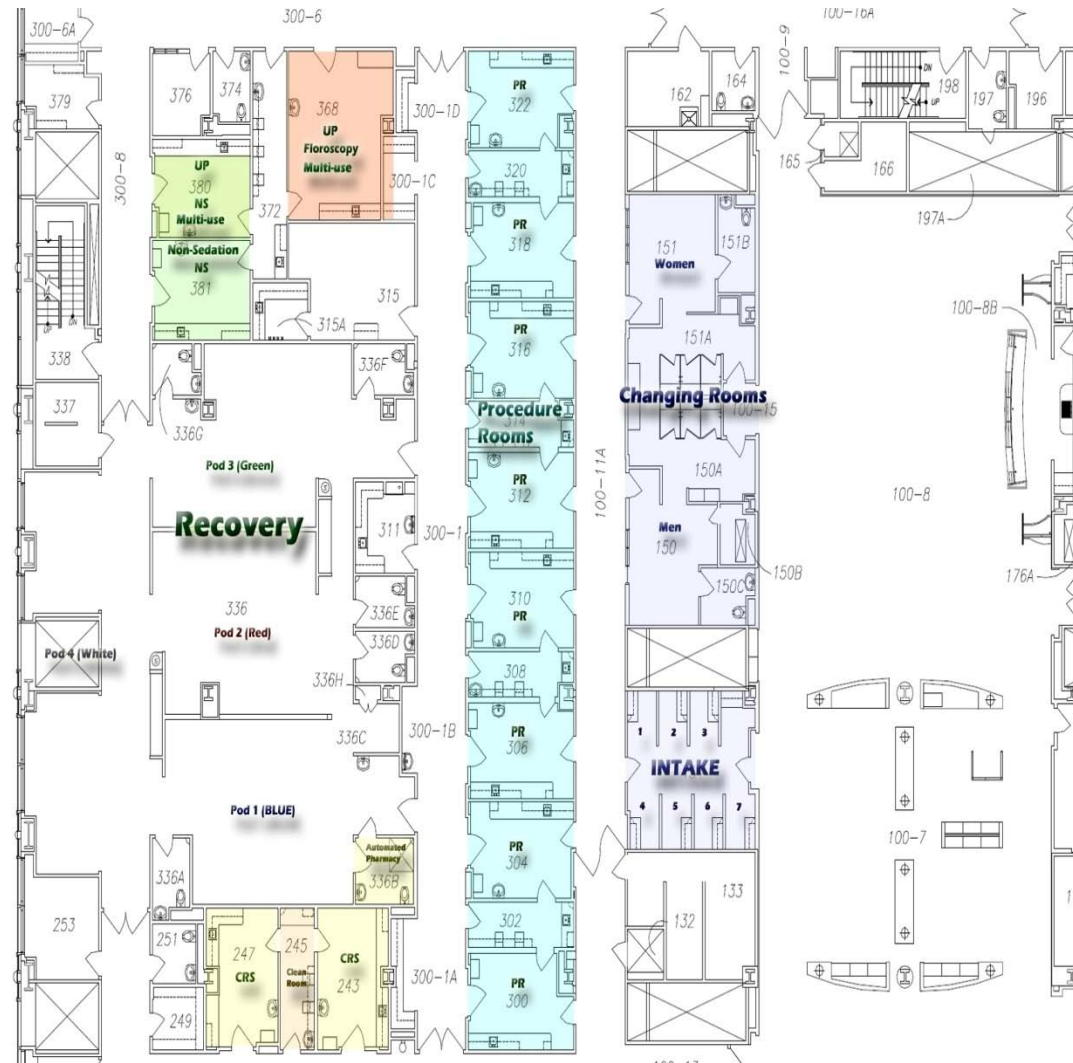 300-6A
300-6
100-16A
379
376
374
368
UP
Floroscopy
Multi-use
300-1D
PR
322
162
164
100-9
DN
UP
198
197
196
300-8
UP
380
NS
Multi-use
372
300-1C
320
165
166
197A
Non-Sedation
NS
381
PR
318
151
Women
151B
315
315A
UP
DN
338
PR
316
151A
100-8B
337
336F
336G
Procedure
Rooms
314
Changing Rooms
100-15
Pod 3 (Green)
PR
312
150A
100-8
Recovery
311
300-1
100-11A
Men
150
150B
150C
176A
336
Pod 2 (Red)
336E
336D
310
PR
Pod 4 (White)
336H
308
336C
300-1B
PR
306
1
2
3
INTAKE
4
5
6
7
Pod 1 (BLUE)
100-7
Automated
Pharmacy
336B
PR
304
336A
253
251
247
CRS
245
Clean
Room
CRS
243
302
132
133
249
300-1A
PR
300